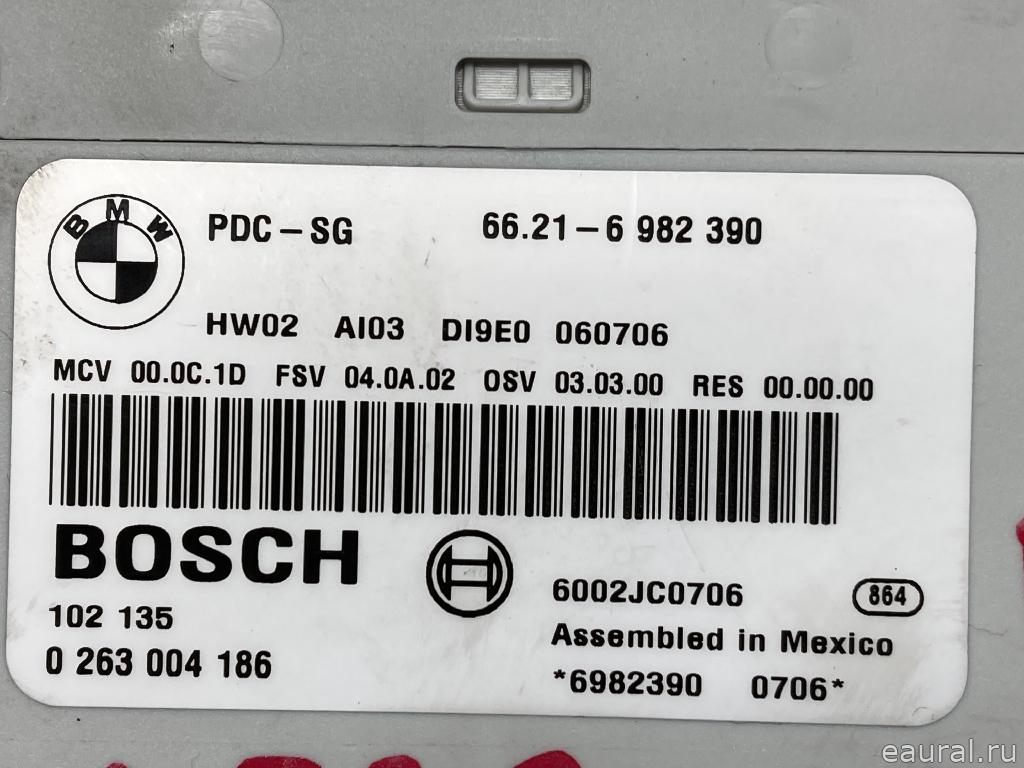 BMW
PDC-SG 66.21-6 982 390
HW02 AI03 DI9E0 060706
MCV 00.0C.1D FSV 04.0A.02 OSV 03.03.00 RES 00.00.00
BOSCH
6002JC0706 864
102 135
Assembled in Mexico
0 263 004 186
*6982390 0706*
eaural.ru